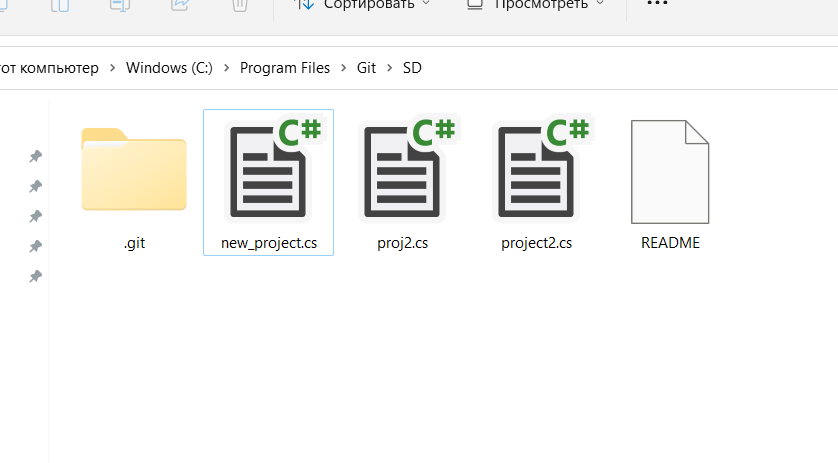 Сортировать Просмотреть
тот компьютер > Windows (C:) > Program Files > Git > SD
C# C# C#
.git new_project.cs proj2.cs project2.cs README